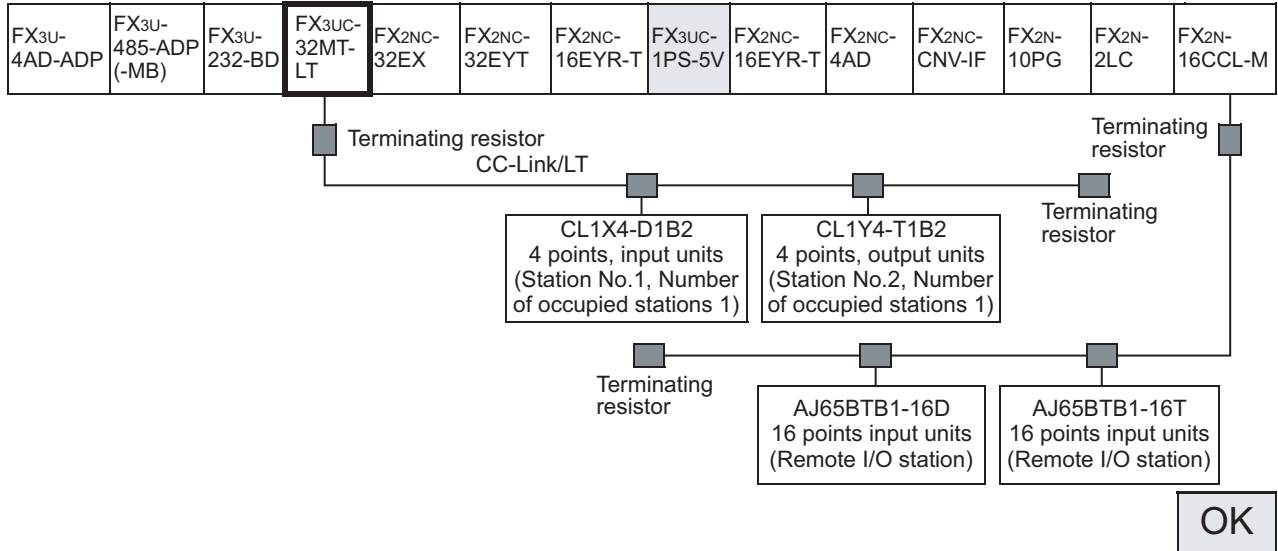 FX3U-
4AD-ADP
FX3U-
485-ADP
(-MB)
FX3U-
232-BD
FX3UC-
32MT-
LT
FX2NC-
32EX
FX2NC-
32EYT
FX2NC-
16EYR-T
FX3UC-
1PS-5V
FX2NC-
16EYR-T
FX2NC-
4AD
FX2NC-
CNV-IF
FX2N-
10PG
FX2N-
2LC
FX2N-
16CCL-M
Terminating resistor
CC-Link/LT
Terminating
resistor
Terminating
resistor
CL1X4-D1B2
4 points, input units
(Station No.1, Number
of occupied stations 1)
CL1Y4-T1B2
4 points, output units
(Station No.2, Number
of occupied stations 1)
Terminating
resistor
AJ65BTB1-16D
16 points input units
(Remote I/O station)
AJ65BTB1-16T
16 points input units
(Remote I/O station)
OK